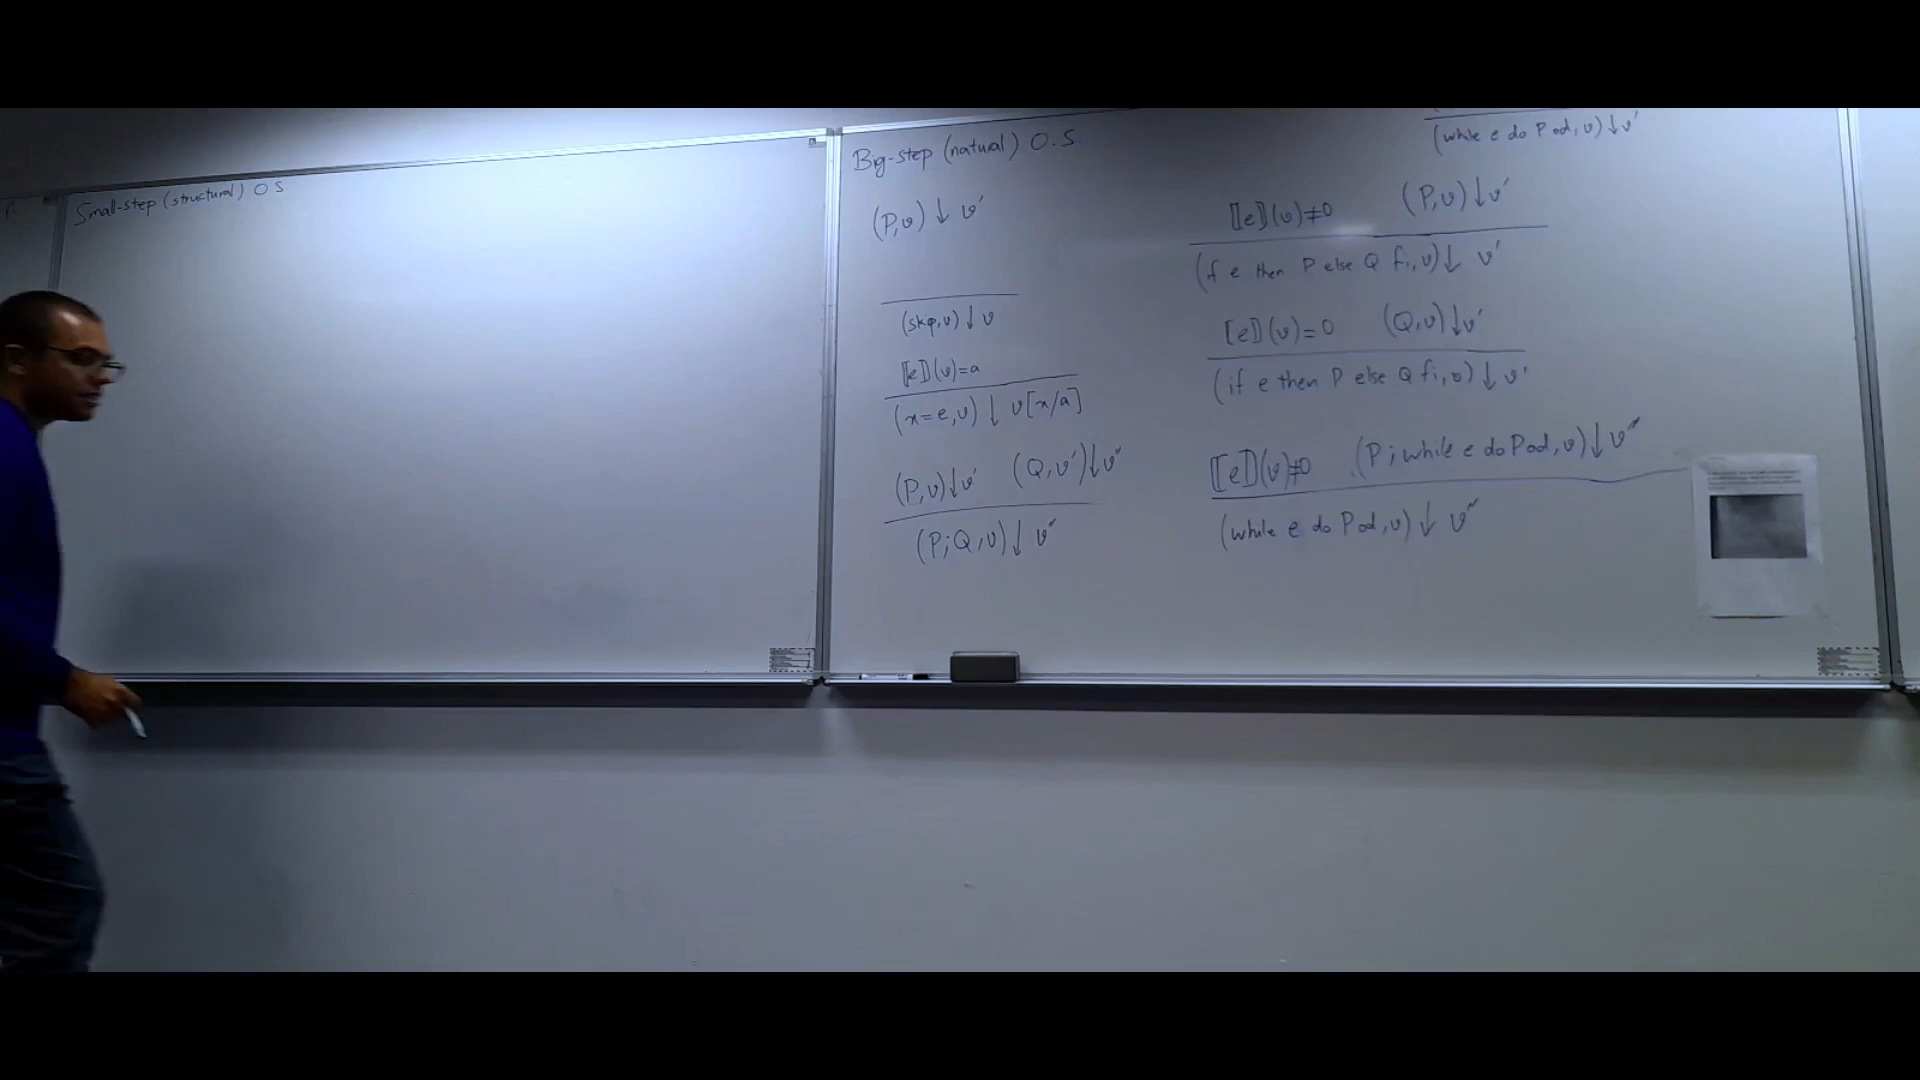 Small-step (structural) O S
Big-step (natural) O.S.
(P,v) ↓ v'
(skip,v) ↓ v
⟦e⟧(v)=a
(x=e,v) ↓ v[x/a]
(P,v)↓v' (Q,v')↓v''
(P;Q,v)↓ v''
(while e do P od, v)↓v'
⟦e⟧(v)≠0 (P,v)↓v'
(if e then P else Q fi,v)↓ v'
⟦e⟧(v)=0 (Q,v)↓v'
(if e then P else Q fi,v)↓ v'
⟦e⟧(v)≠0 (P;while e do P od,v)↓v''
(while e do P od,v)↓ v''